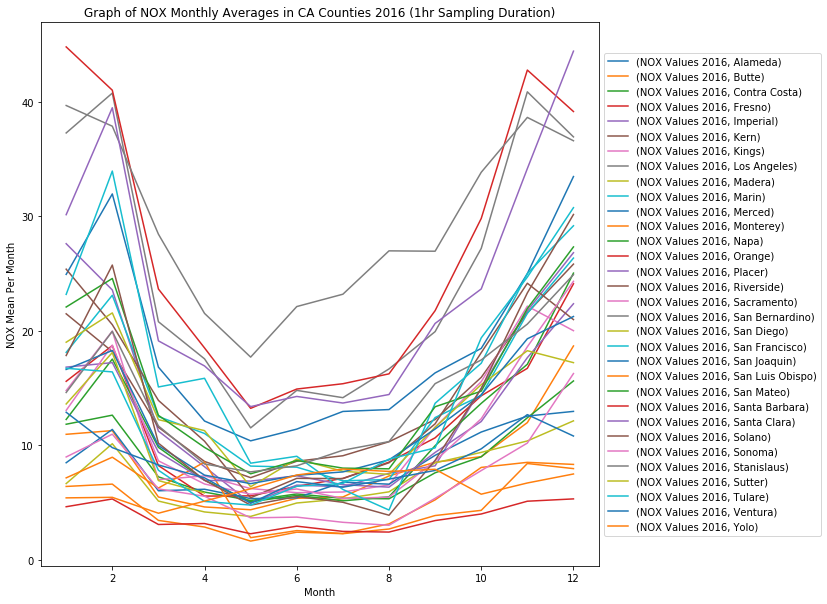 Graph of NOX Monthly Averages in CA Counties 2016 (1hr Sampling Duration)
NOX Mean Per Month
40
30
20
10
0
2
4
6
8
10
12
Month
(NOX Values 2016, Alameda)
(NOX Values 2016, Butte)
(NOX Values 2016, Contra Costa)
(NOX Values 2016, Fresno)
(NOX Values 2016, Imperial)
(NOX Values 2016, Kern)
(NOX Values 2016, Kings)
(NOX Values 2016, Los Angeles)
(NOX Values 2016, Madera)
(NOX Values 2016, Marin)
(NOX Values 2016, Merced)
(NOX Values 2016, Monterey)
(NOX Values 2016, Napa)
(NOX Values 2016, Orange)
(NOX Values 2016, Placer)
(NOX Values 2016, Riverside)
(NOX Values 2016, Sacramento)
(NOX Values 2016, San Bernardino)
(NOX Values 2016, San Diego)
(NOX Values 2016, San Francisco)
(NOX Values 2016, San Joaquin)
(NOX Values 2016, San Luis Obispo)
(NOX Values 2016, San Mateo)
(NOX Values 2016, Santa Barbara)
(NOX Values 2016, Santa Clara)
(NOX Values 2016, Solano)
(NOX Values 2016, Sonoma)
(NOX Values 2016, Stanislaus)
(NOX Values 2016, Sutter)
(NOX Values 2016, Tulare)
(NOX Values 2016, Ventura)
(NOX Values 2016, Yolo)